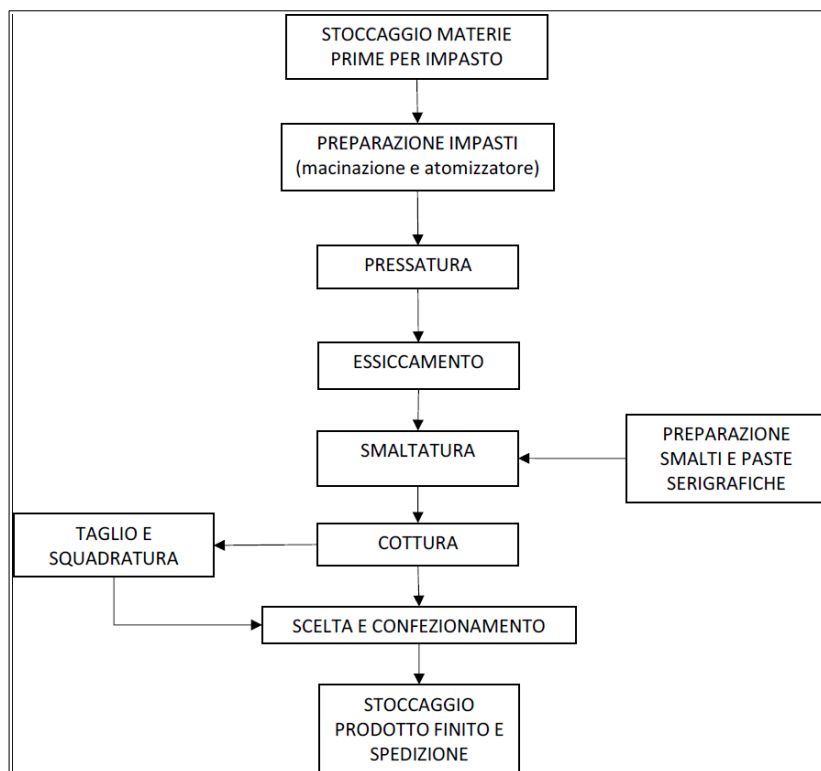 STOCCAGGIO MATERIE
PRIME PER IMPASTO
PREPARAZIONE IMPASTI
(macinazione e atomizzatore)
PRESSATURA
ESSICCAMENTO
SMALTATURA
PREPARAZIONE
SMALTI E PASTE
SERIGRAFICHE
TAGLIO E
SQUADRATURA
COTTURA
SCELTA E CONFEZIONAMENTO
STOCCAGGIO
PRODOTTO FINITO E
SPEDIZIONE